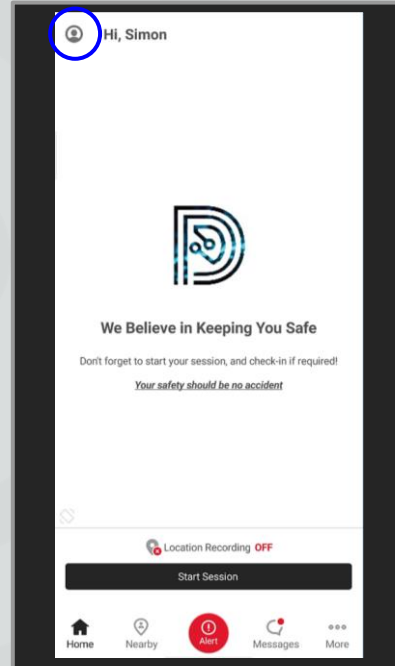 Hi, Simon
We Believe in Keeping You Safe
Don't forget to start your session, and check-in if required!
Your safety should be no accident
Location Recording OFF
Start Session
Home Nearby Alert Messages More